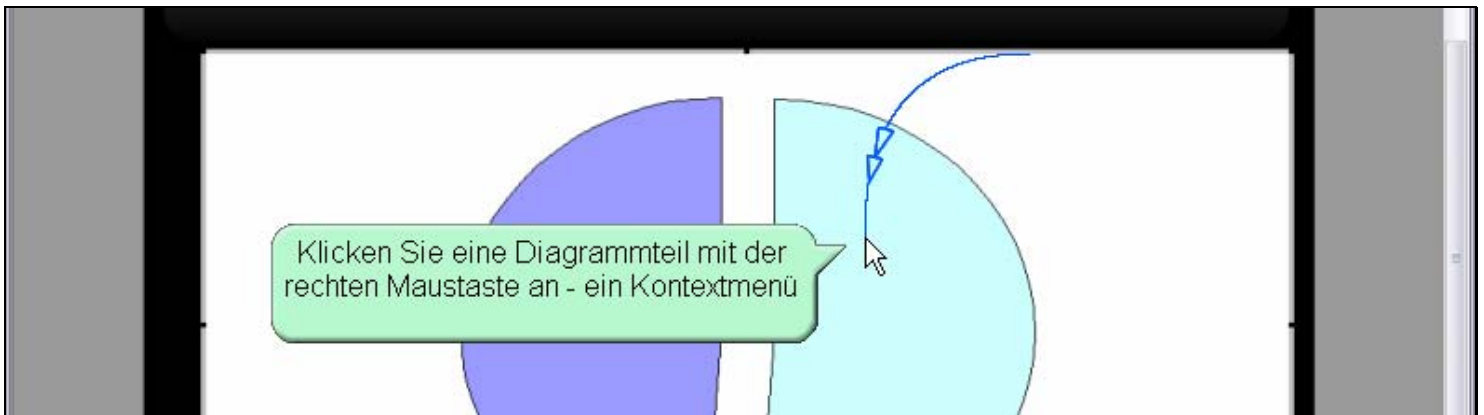 Klicken Sie eine Diagrammteil mit der
rechten Maustaste an - ein Kontextmenü